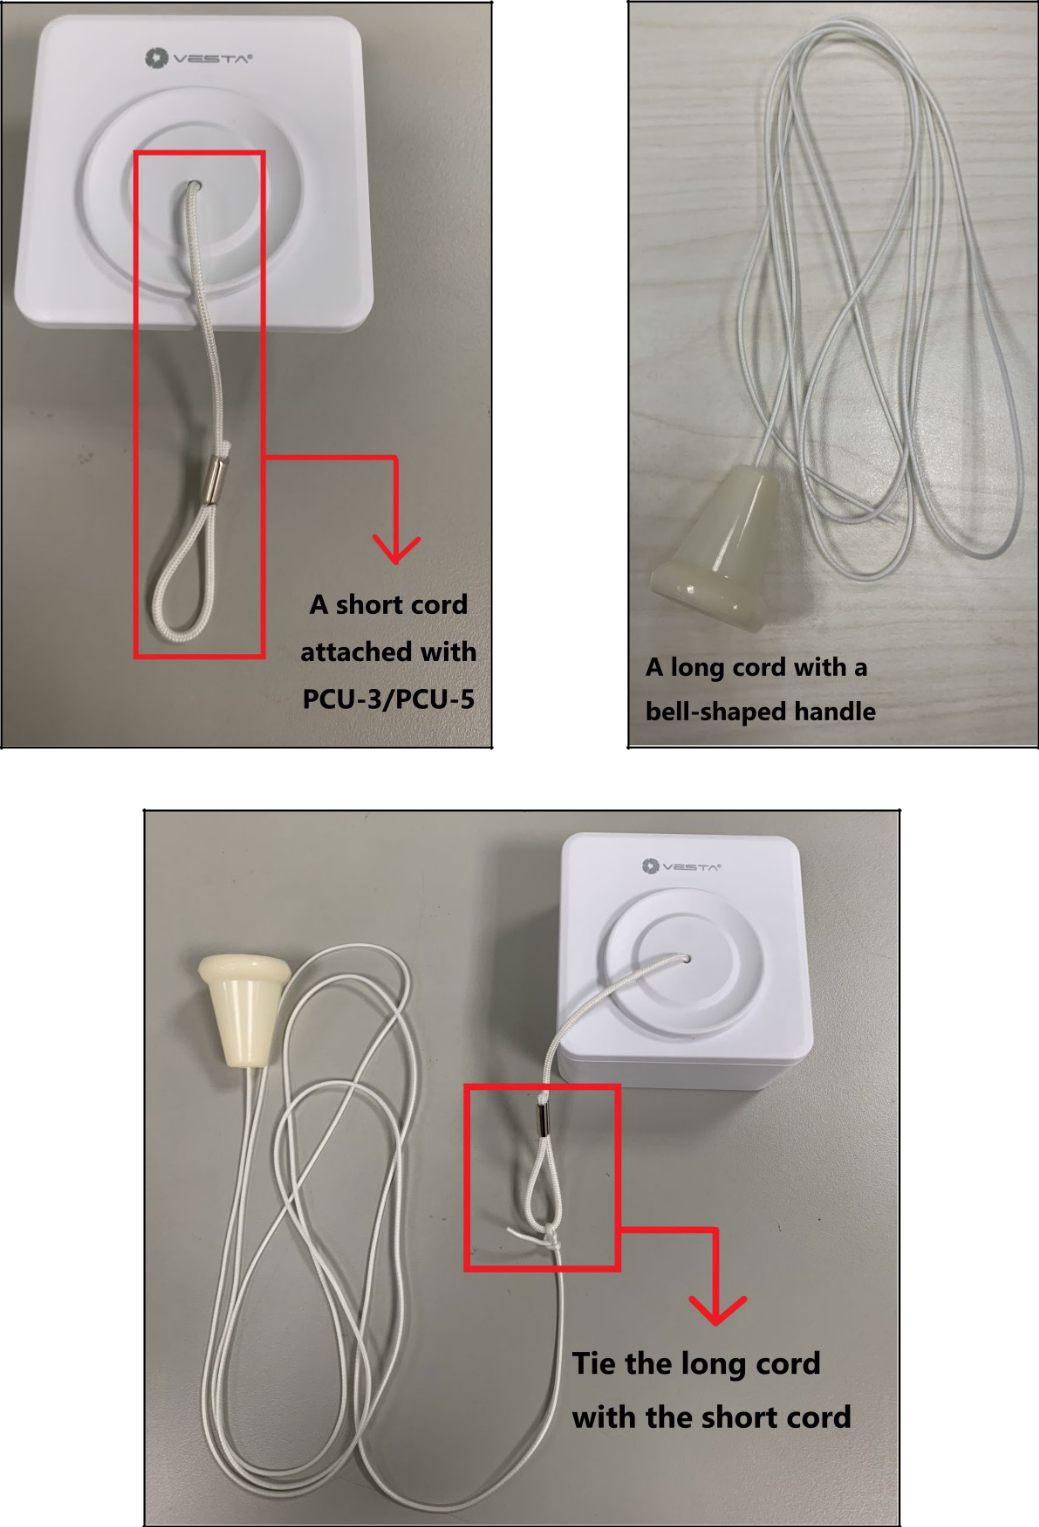 VESTA®
A short cord
attached with
PCU-3/PCU-5
A long cord with a
bell-shaped handle
VESTA®
Tie the long cord
with the short cord